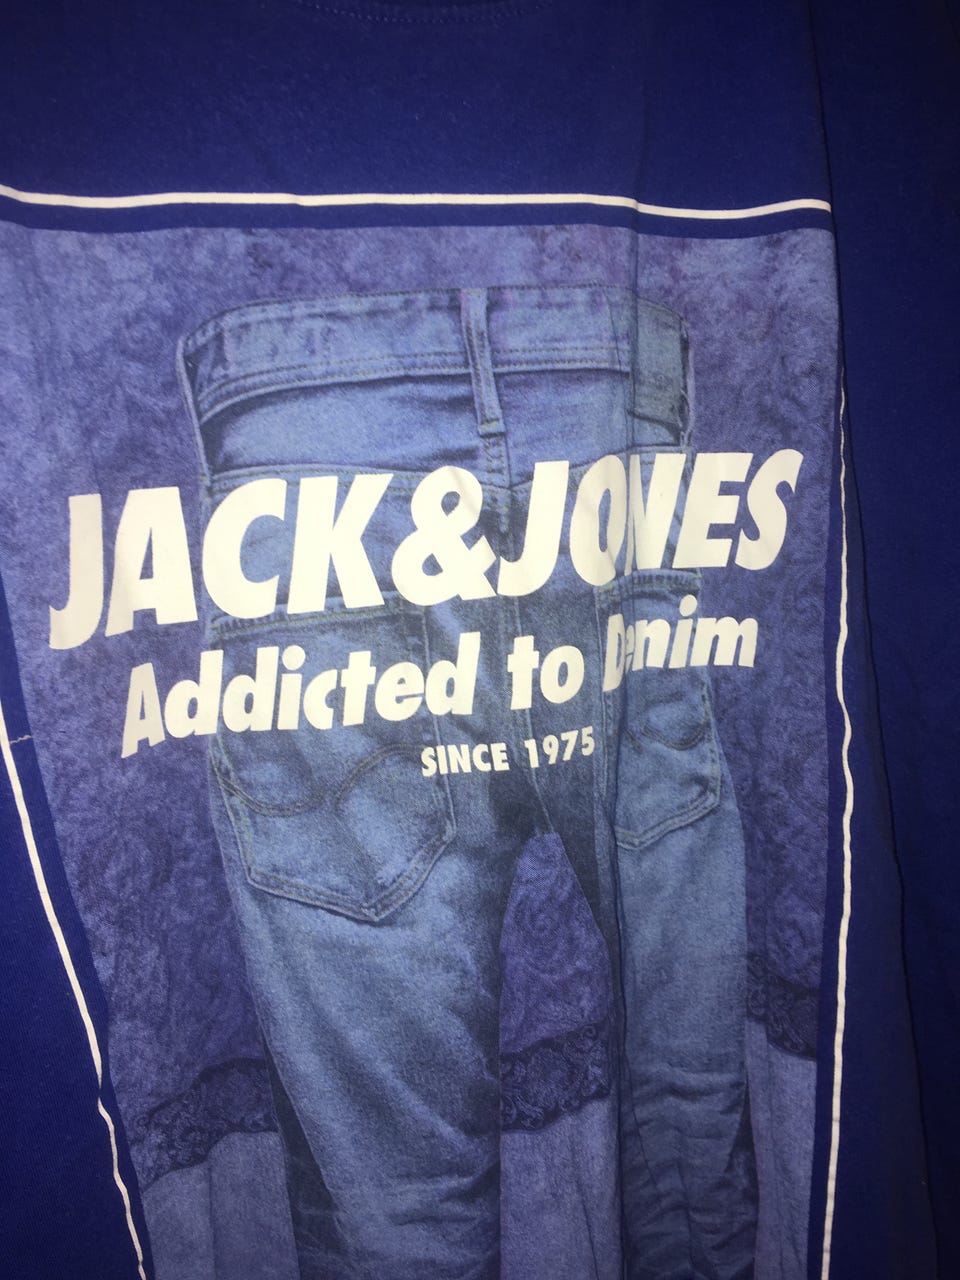 JACK&JONES
Addicted to Denim
SINCE 1975